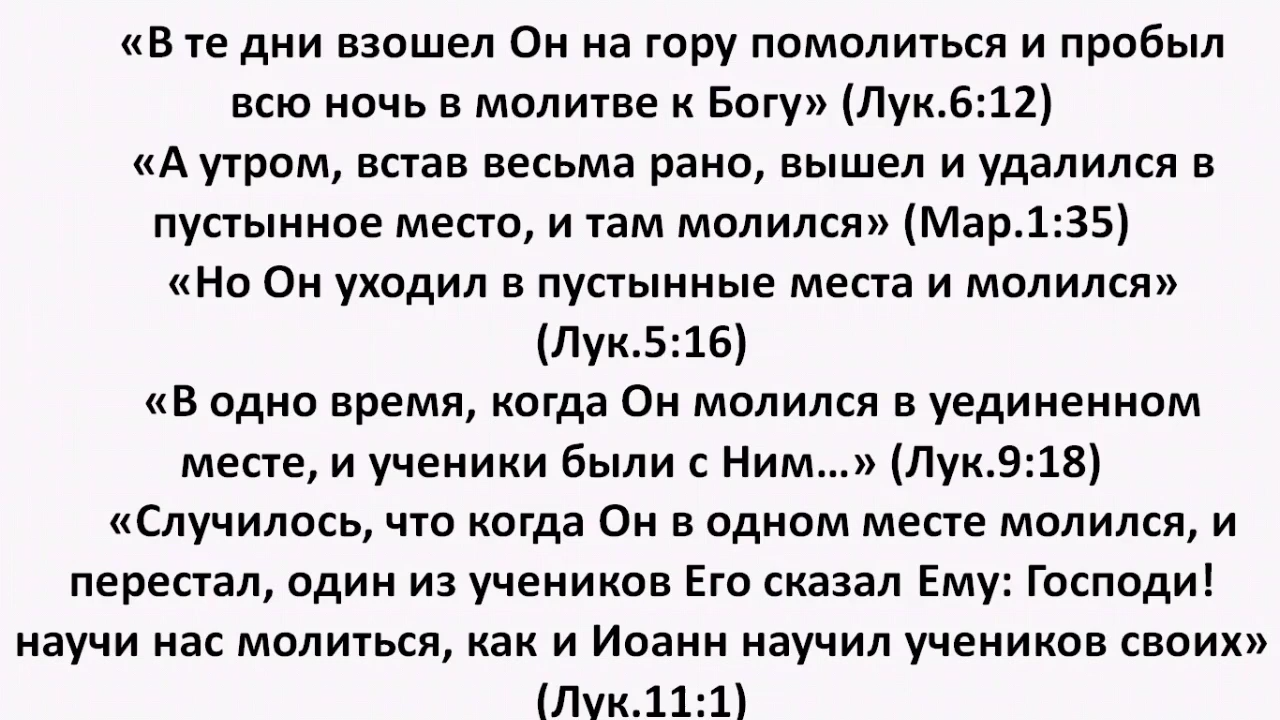 «В те дни взошел Он на гору помолиться и пробыл
всю ночь в молитве к Богу» (Лук.6:12)
«А утром, встав весьма рано, вышел и удалился в
пустынное место, и там молился» (Мар.1:35)
«Но Он уходил в пустынные места и молился»
(Лук.5:16)
«В одно время, когда Он молился в уединенном
месте, и ученики были с Ним…» (Лук.9:18)
«Случилось, что когда Он в одном месте молился, и
перестал, один из учеников Его сказал Ему: Господи!
научи нас молиться, как и Иоанн научил учеников своих»
(Лук.11:1)